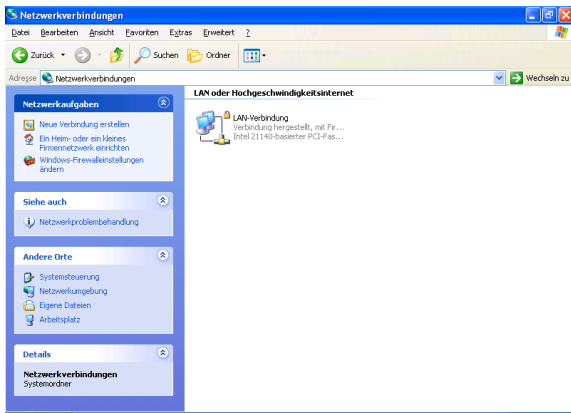 Netzwerkverbindungen
Datei Bearbeiten Ansicht Favoriten Extras Erweitert ?
Zurück Suchen Ordner
Adresse Netzwerkverbindungen Wechseln zu
LAN oder Hochgeschwindigkeitsinternet
Netzwerkaufgaben
Neue Verbindung erstellen
Ein Heim- oder ein kleines
Firmennetzwerk einrichten
Windows-Firewalleinstellungen
ändern
LAN-Verbindung
Verbindung hergestellt, mit Fir...
Intel 21140-basierter PCI-Fas...
Siehe auch
Netzwerkproblembehandlung
Andere Orte
Systemsteuerung
Netzwerkumgebung
Eigene Dateien
Arbeitsplatz
Details
Netzwerkverbindungen
Systemordner